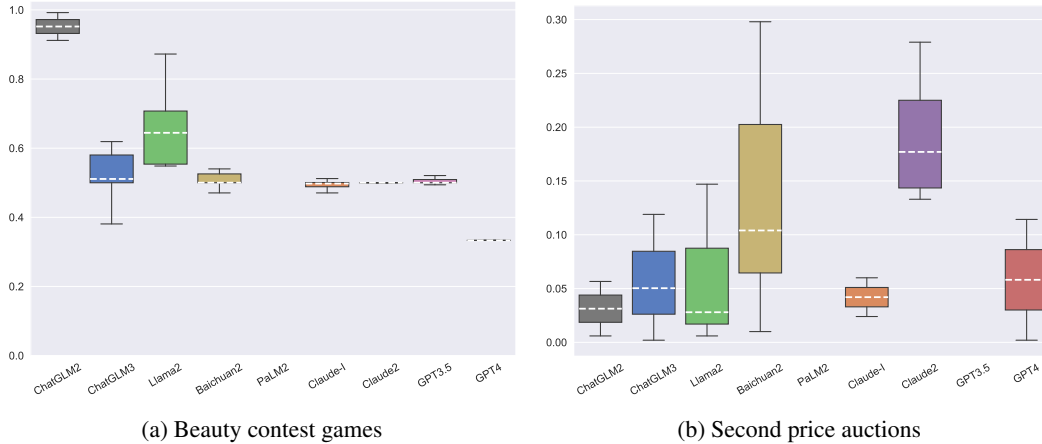 1.0
0.8
0.6
0.4
0.2
0.0
ChatGLM2
ChatGLM3
Llama2
Baichuan2
PaLM2
Claude-I
Claude2
GPT3.5
GPT4
(a) Beauty contest games
0.30
0.25
0.20
0.15
0.10
0.05
0.00
ChatGLM2
ChatGLM3
Llama2
Baichuan2
PaLM2
Claude-I
Claude2
GPT3.5
GPT4
(b) Second price auctions